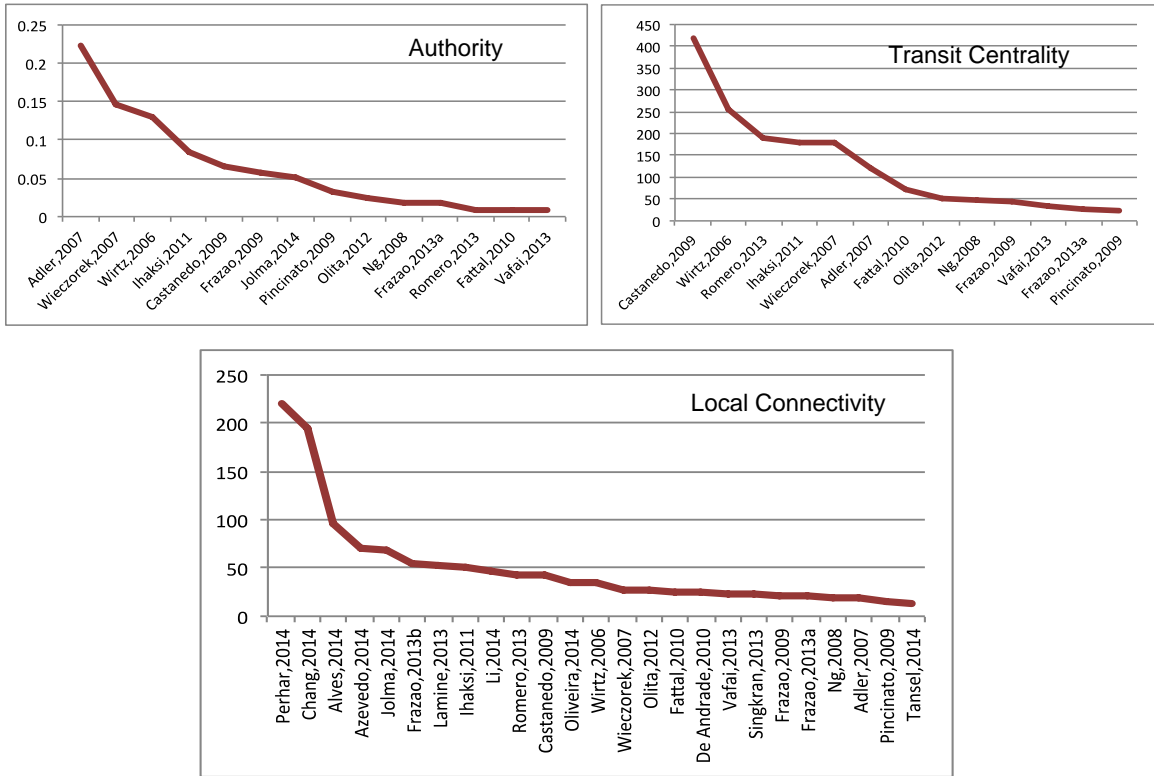 Authority
0.25
0.2
0.15
0.1
0.05
0
Adler,2007
Wieczorek,2007
Wirtz,2006
Ihaksi,2011
Castanedo,2009
Frazao,2009
Jolma,2014
Pincinato,2009
Olita,2012
Ng,2008
Frazao,2013a
Romero,2013
Fattal,2010
Vafai,2013
Transit Centrality
450
400
350
300
250
200
150
100
50
0
Castanedo,2009
Wirtz,2006
Romero,2013
Ihaksi,2011
Wieczorek,2007
Adler,2007
Fattal,2010
Olita,2012
Ng,2008
Frazao,2009
Vafai,2013
Frazao,2013a
Pincinato,2009
Local Connectivity
250
200
150
100
50
0
Perhar,2014
Chang,2014
Alves,2014
Azevedo,2014
Jolma,2014
Frazao,2013b
Lamine,2013
Ihaksi,2011
Li,2014
Romero,2013
Castanedo,2009
Oliveira,2014
Wirtz,2006
Wieczorek,2007
Olita,2012
Fattal,2010
De Andrade,2010
Vafai,2013
Singkran,2013
Frazao,2009
Frazao,2013a
Ng,2008
Adler,2007
Pincinato,2009
Tansel,2014